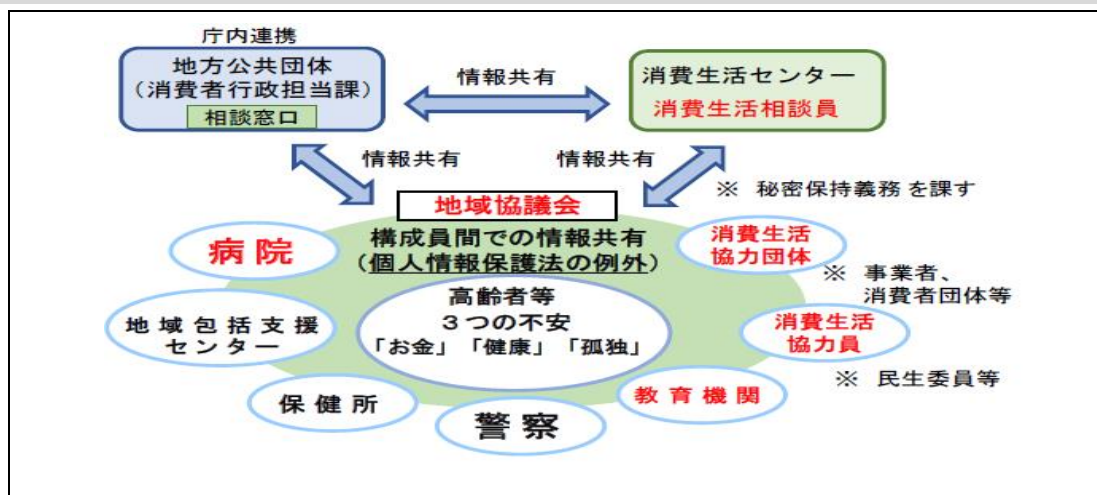 庁内連携
地方公共団体
（消費者行政担当課）
相談窓口
情報共有
消費生活センター
消費生活相談員
情報共有
情報共有
※ 秘密保持義務を課す
地域協議会
構成員間での情報共有
（個人情報保護法の例外）
高齢者等
３つの不安
「お金」「健康」「孤独」
病院
地域包括支援
センター
保健所
警察
教育機関
消費生活
協力員
※ 民生委員等
消費生活
協力団体
※ 事業者、
消費者団体等